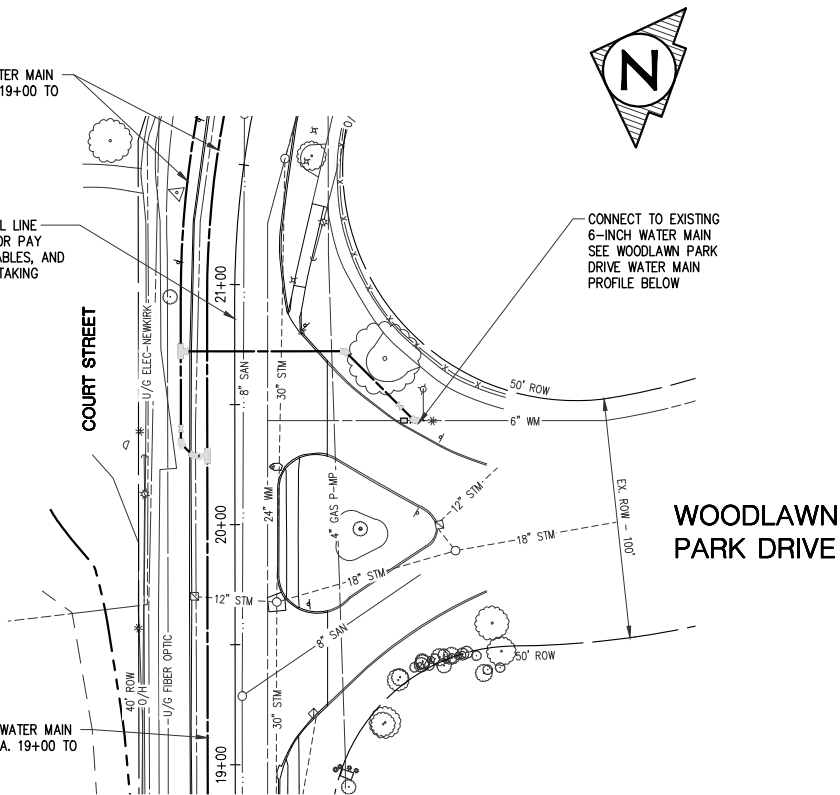 N
TER MAIN
19+00 TO
L LINE
OR PAY
ABLES, AND
TAKING
CONNECT TO EXISTING
6-INCH WATER MAIN
SEE WOODLAWN PARK
DRIVE WATER MAIN
PROFILE BELOW
21+00
COURT STREET
U/G ELEC-NEWKIRK
8" SAN
30" STM
50' ROW
6" WM
24" WM
4" GAS P-MP
12" STM
EX. ROW - 100'
WOODLAWN
PARK DRIVE
20+00
18" STM
18" STM
12" STM
8" SAN
U/G FIBER OPTIC
40' ROW
O/H
30" STM
50' ROW
WATER MAIN
A. 19+00 TO
19+00